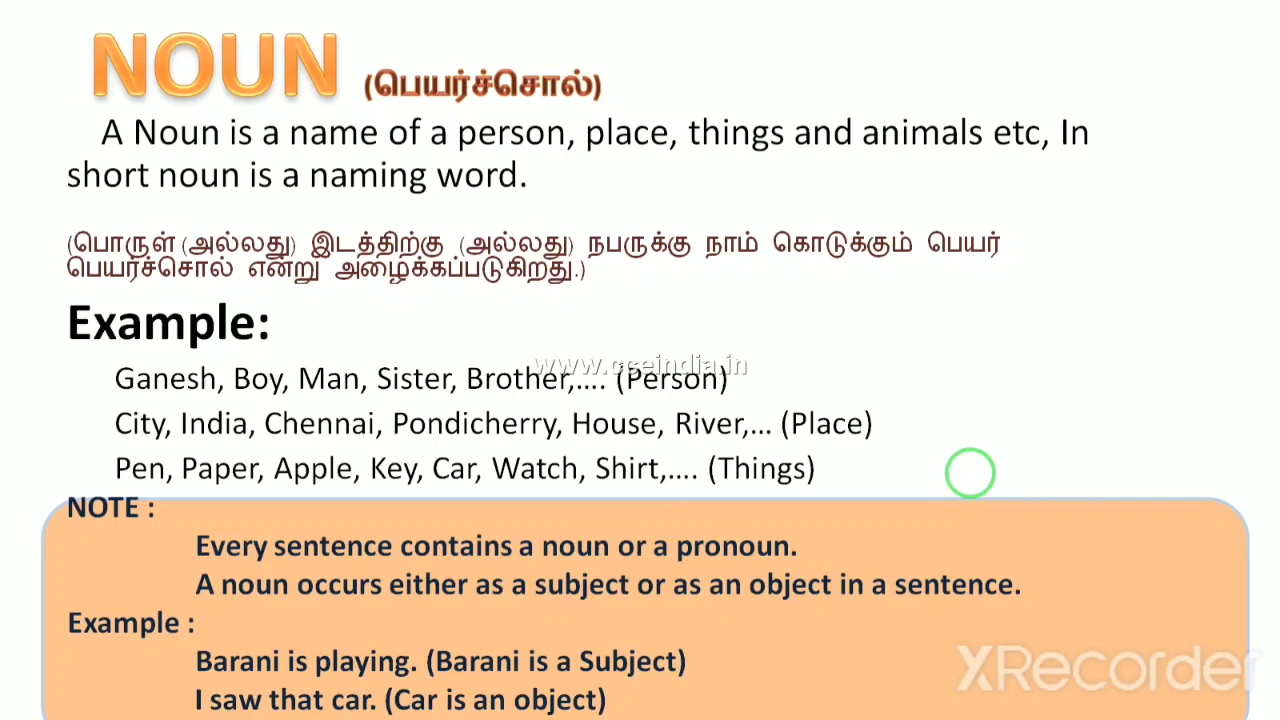 NOUN (பெயர்ச்சொல்)
A Noun is a name of a person, place, things and animals etc, In
short noun is a naming word.
(பொருள் (அல்லது) இடத்திற்கு (அல்லது) நபருக்கு நாம் கொடுக்கும் பெயர்
பெயர்ச்சொல் என்று அழைக்கப்படுகிறது.)
Example:
www.cceindia.in
Ganesh, Boy, Man, Sister, Brother,.... (Person)
City, India, Chennai, Pondicherry, House, River,... (Place)
Pen, Paper, Apple, Key, Car, Watch, Shirt,.... (Things)
NOTE :
Every sentence contains a noun or a pronoun.
A noun occurs either as a subject or as an object in a sentence.
Example :
Barani is playing. (Barani is a Subject)
I saw that car. (Car is an object)
XRecorder